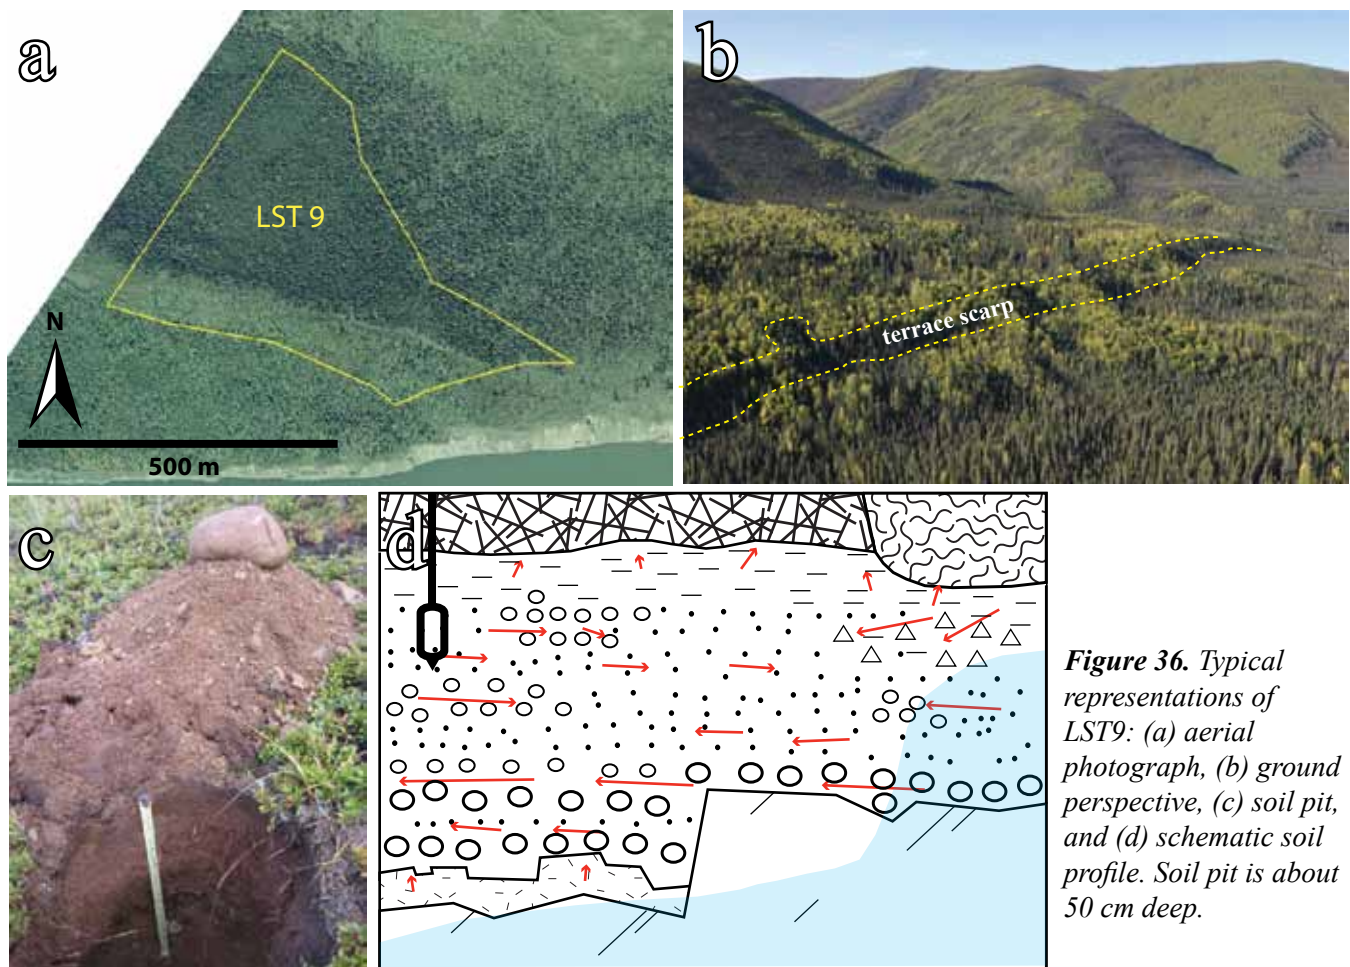 a
LST 9
N
500 m
b
terrace scarp
c
d
Figure 36. Typical
representations of
LST9: (a) aerial
photograph, (b) ground
perspective, (c) soil pit,
and (d) schematic soil
profile. Soil pit is about
50 cm deep.